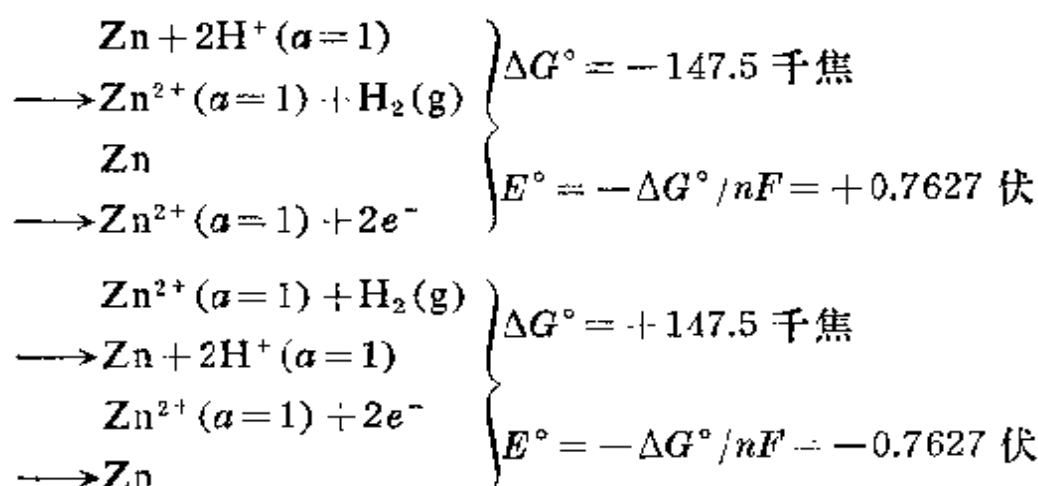 Zn + 2H⁺(a=1)
⟶Zn²⁺(a=1) + H₂(g)
Zn
⟶Zn²⁺(a=1) + 2e⁻
ΔG° = −147.5 千焦
E° = −ΔG°/nF = +0.7627 伏
Zn²⁺(a=1) + H₂(g)
⟶Zn + 2H⁺(a=1)
Zn²⁺(a=1) + 2e⁻
⟶Zn
ΔG° = +147.5 千焦
E° = −ΔG°/nF = −0.7627 伏